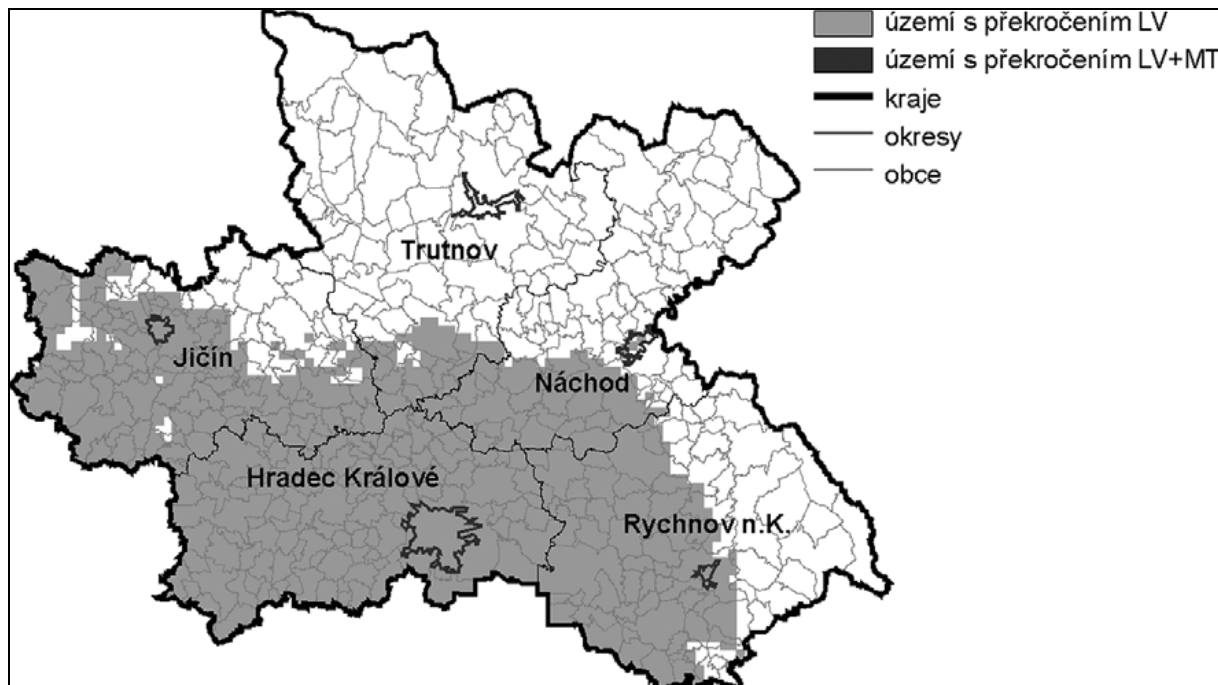 území s překročením LV
území s překročením LV+MT
kraje
okresy
obce
Trutnov
Jičín
Náchod
Hradec Králové
Rychnov n.K.